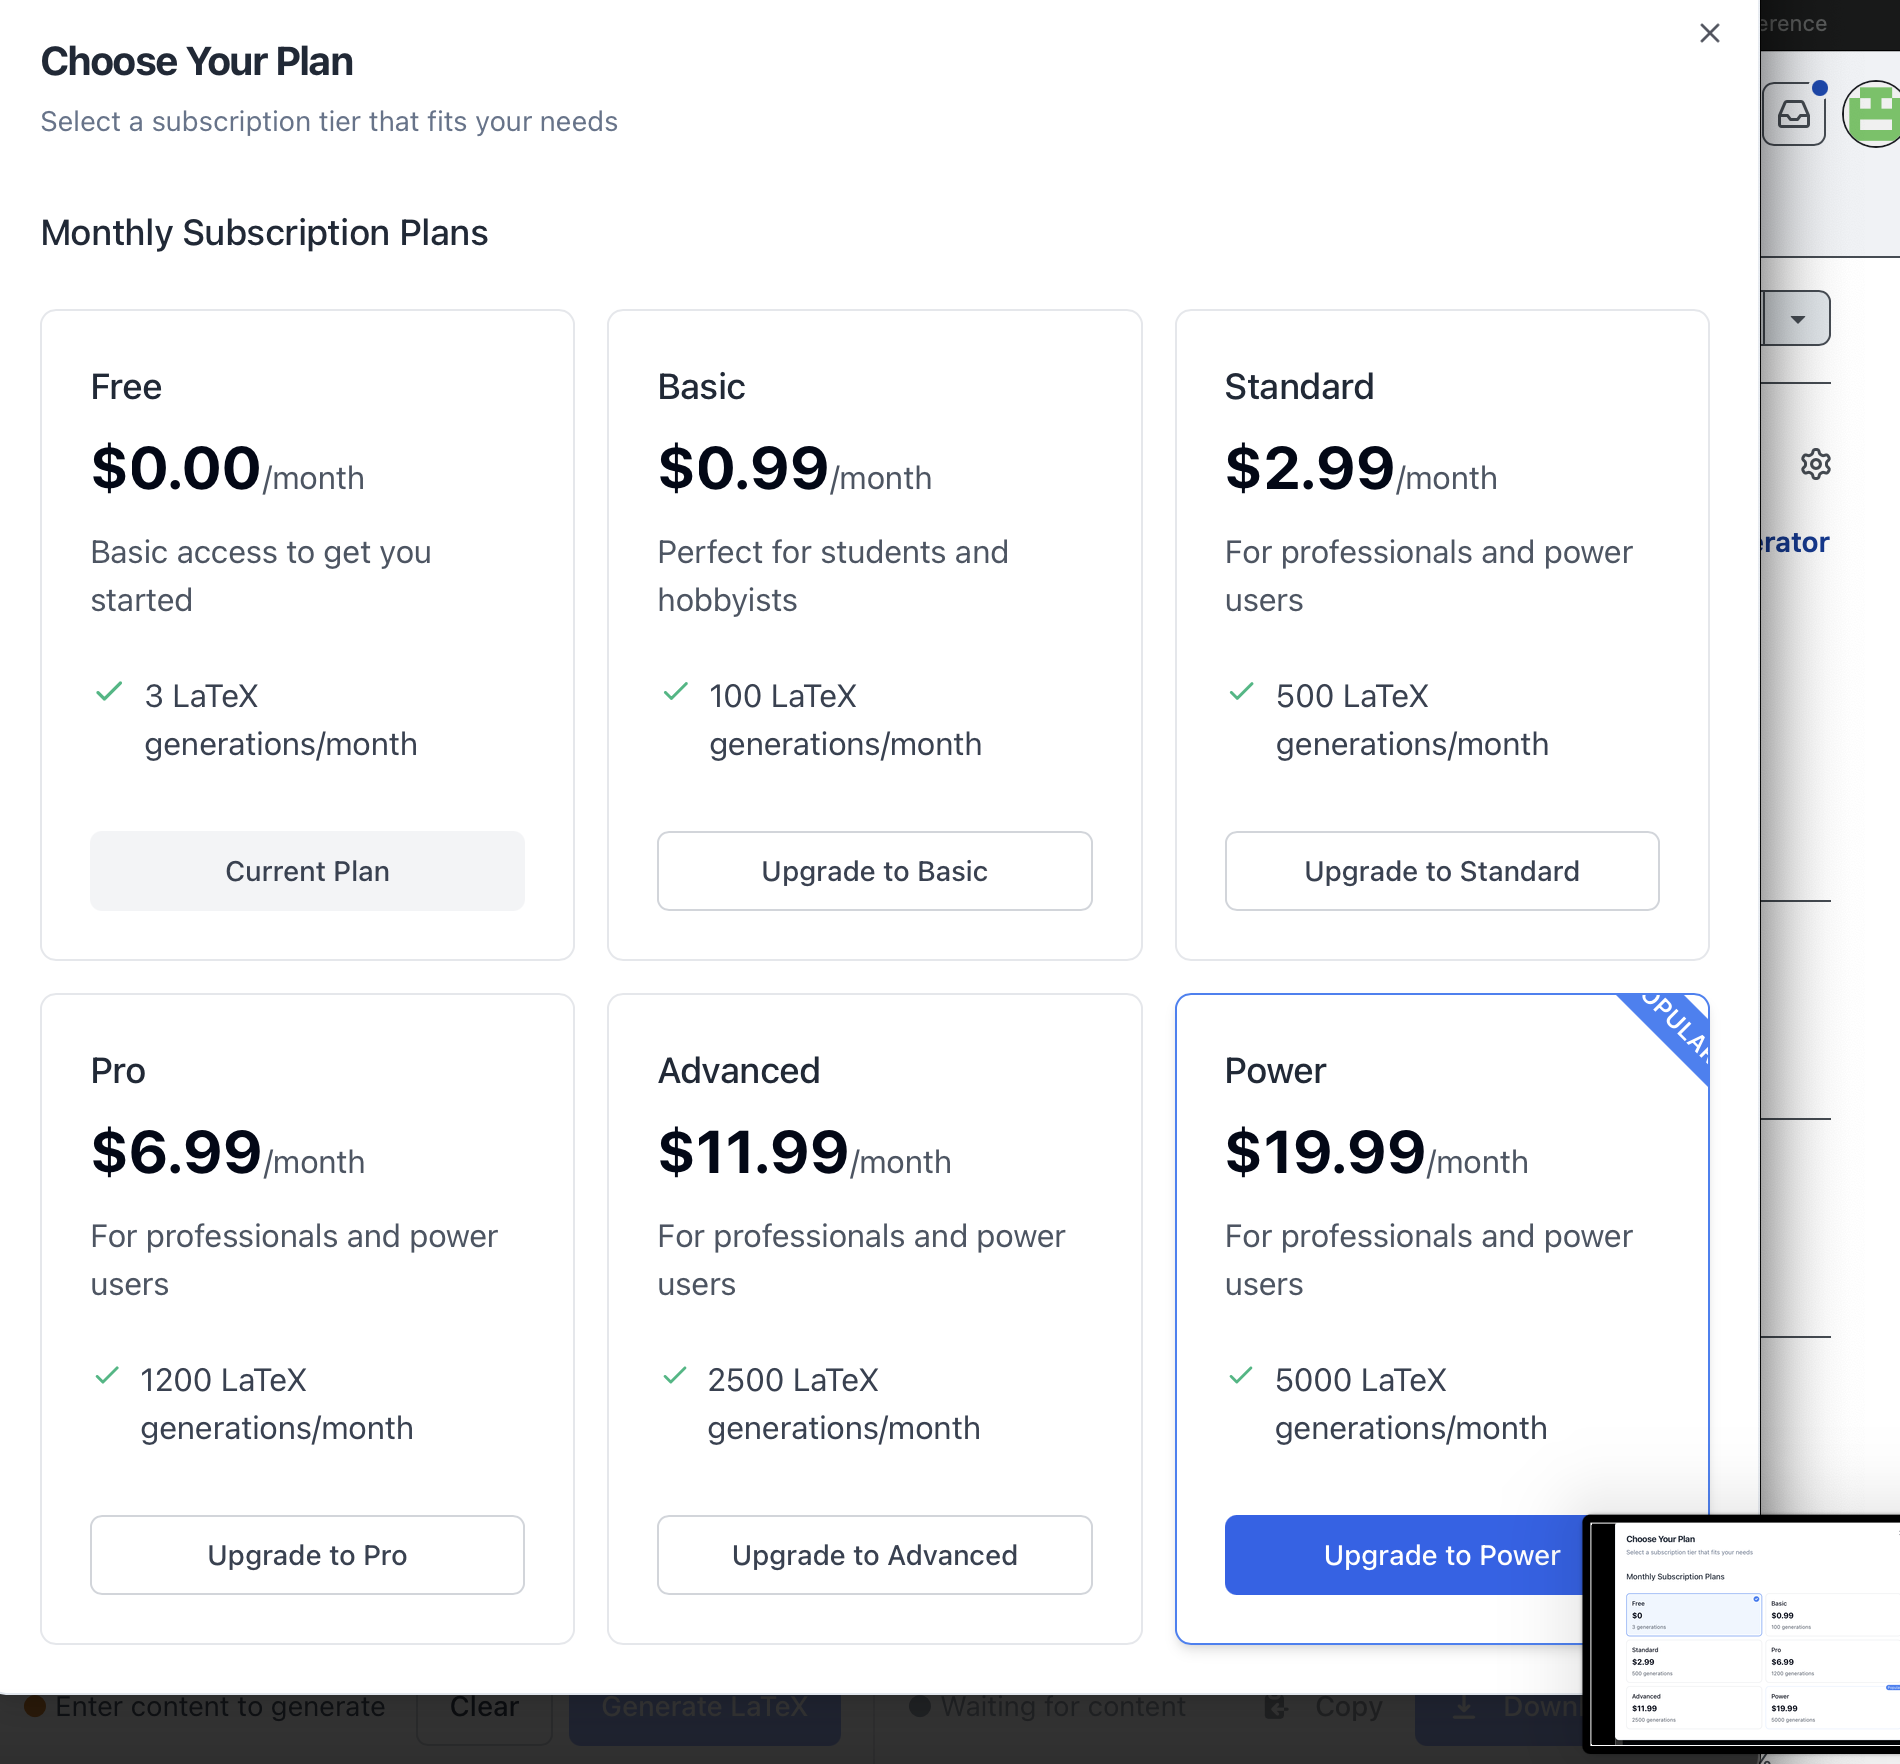 Choose Your Plan
Select a subscription tier that fits your needs
Monthly Subscription Plans
Free
$0.00/month
Basic access to get you
started
3 LaTeX
generations/month
Current Plan
Basic
$0.99/month
Perfect for students and
hobbyists
100 LaTeX
generations/month
Upgrade to Basic
Standard
$2.99/month
For professionals and power
users
500 LaTeX
generations/month
Upgrade to Standard
Pro
$6.99/month
For professionals and power
users
1200 LaTeX
generations/month
Upgrade to Pro
Advanced
$11.99/month
For professionals and power
users
2500 LaTeX
generations/month
Upgrade to Advanced
OPULAR
Power
$19.99/month
For professionals and power
users
5000 LaTeX
generations/month
Upgrade to Power
erence
erator
Enter content to generate
Clear
Generate LaTeX
Waiting for content
Copy
Down
Choose Your Plan
Select a subscription tier that fits your needs
Monthly Subscription Plans
Free
$0
3 generations
Basic
$0.99
100 generations
Standard
$2.99
500 generations
Pro
$6.99
1200 generations
Advanced
$11.99
2500 generations
Power
$19.99
5000 generations